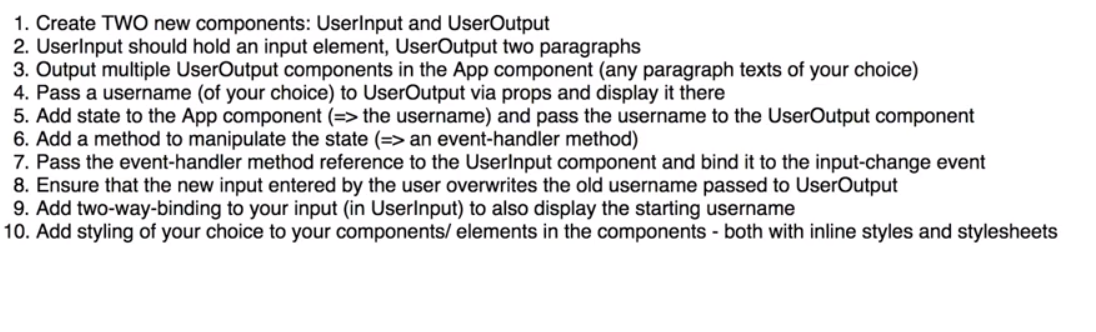 1. Create TWO new components: UserInput and UserOutput
2. UserInput should hold an input element, UserOutput two paragraphs
3. Output multiple UserOutput components in the App component (any paragraph texts of your choice)
4. Pass a username (of your choice) to UserOutput via props and display it there
5. Add state to the App component (=> the username) and pass the username to the UserOutput component
6. Add a method to manipulate the state (=> an event-handler method)
7. Pass the event-handler method reference to the UserInput component and bind it to the input-change event
8. Ensure that the new input entered by the user overwrites the old username passed to UserOutput
9. Add two-way-binding to your input (in UserInput) to also display the starting username
10. Add styling of your choice to your components/ elements in the components - both with inline styles and stylesheets